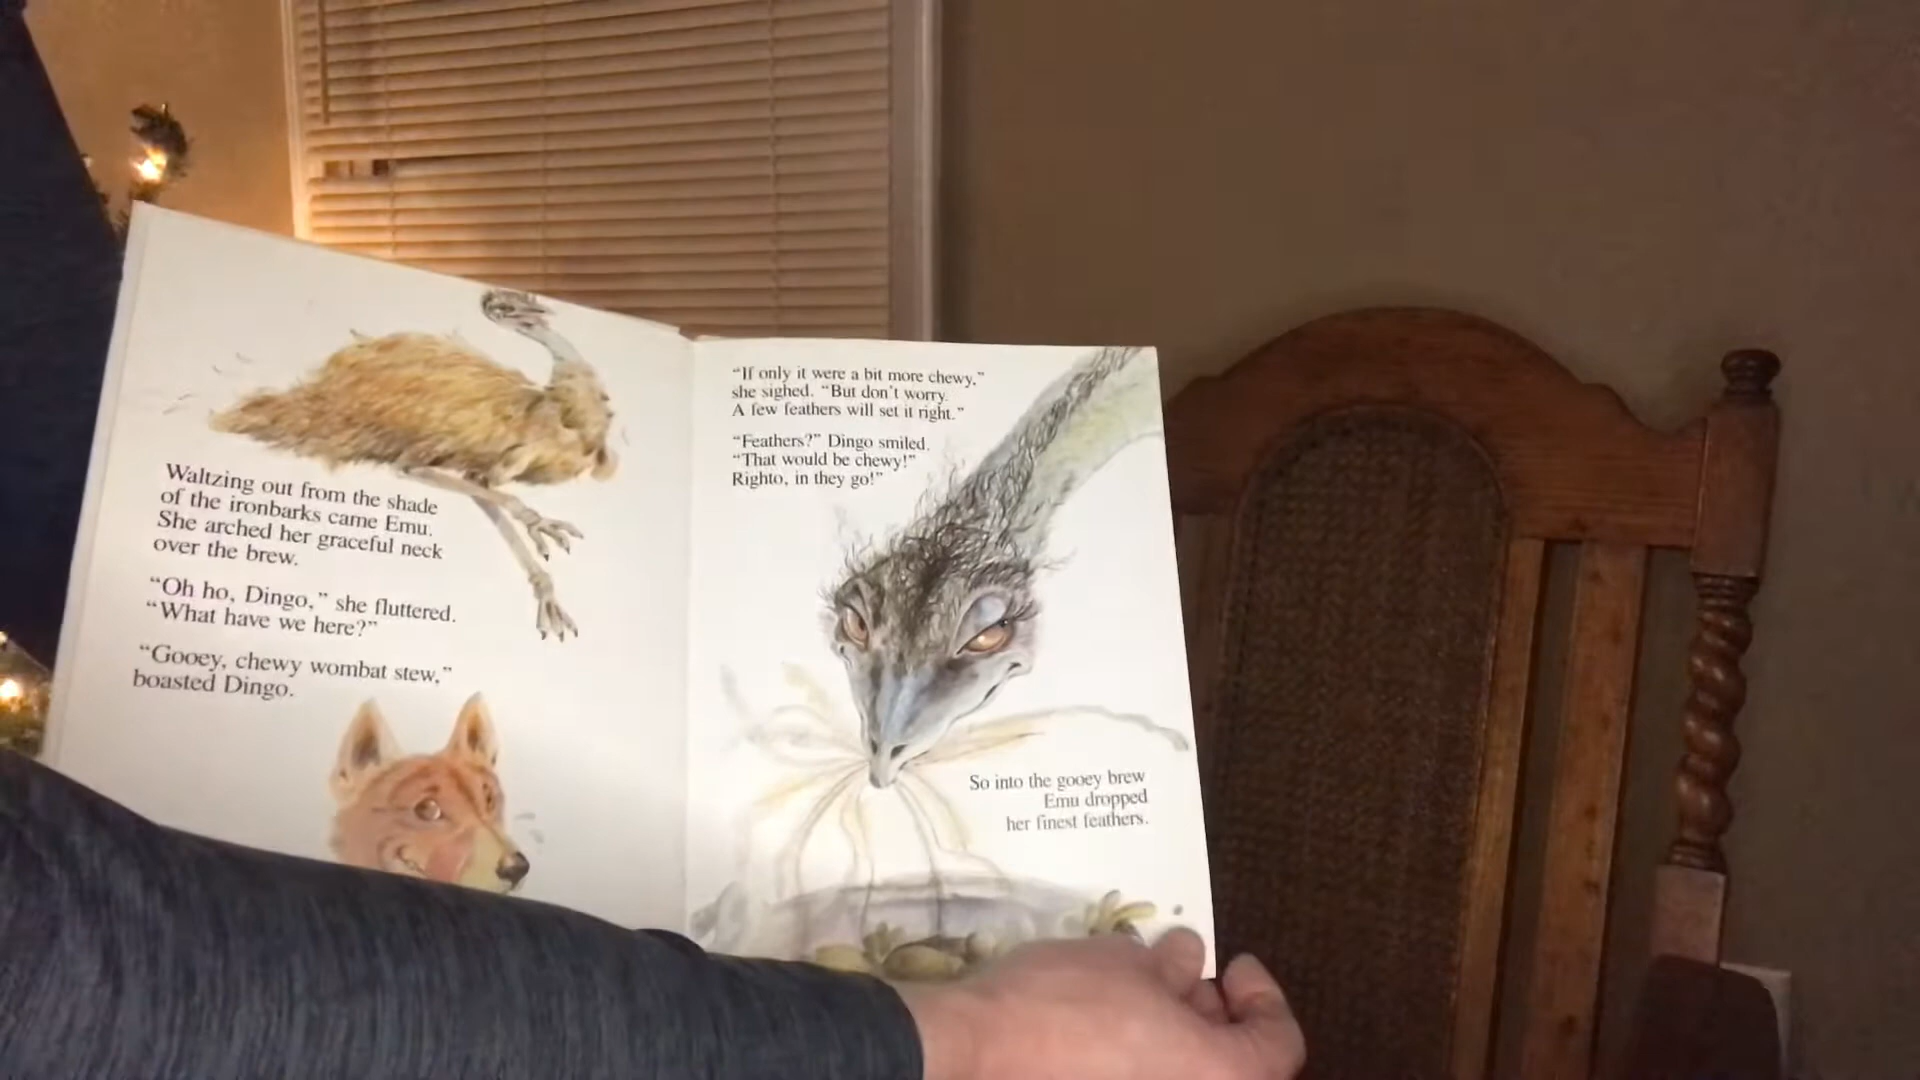 Waltzing out from the shade
of the ironbarks came Emu.
She arched her graceful neck
over the brew.
“Oh ho, Dingo,” she fluttered.
“What have we here?”
“Gooey, chewy wombat stew,”
boasted Dingo.
“If only it were a bit more chewy,”
she sighed. “But don't worry.
A few feathers will set it right.”
“Feathers?” Dingo smiled.
“That would be chewy!”
Righto, in they go!”
So into the gooey brew
Emu dropped
her finest feathers.